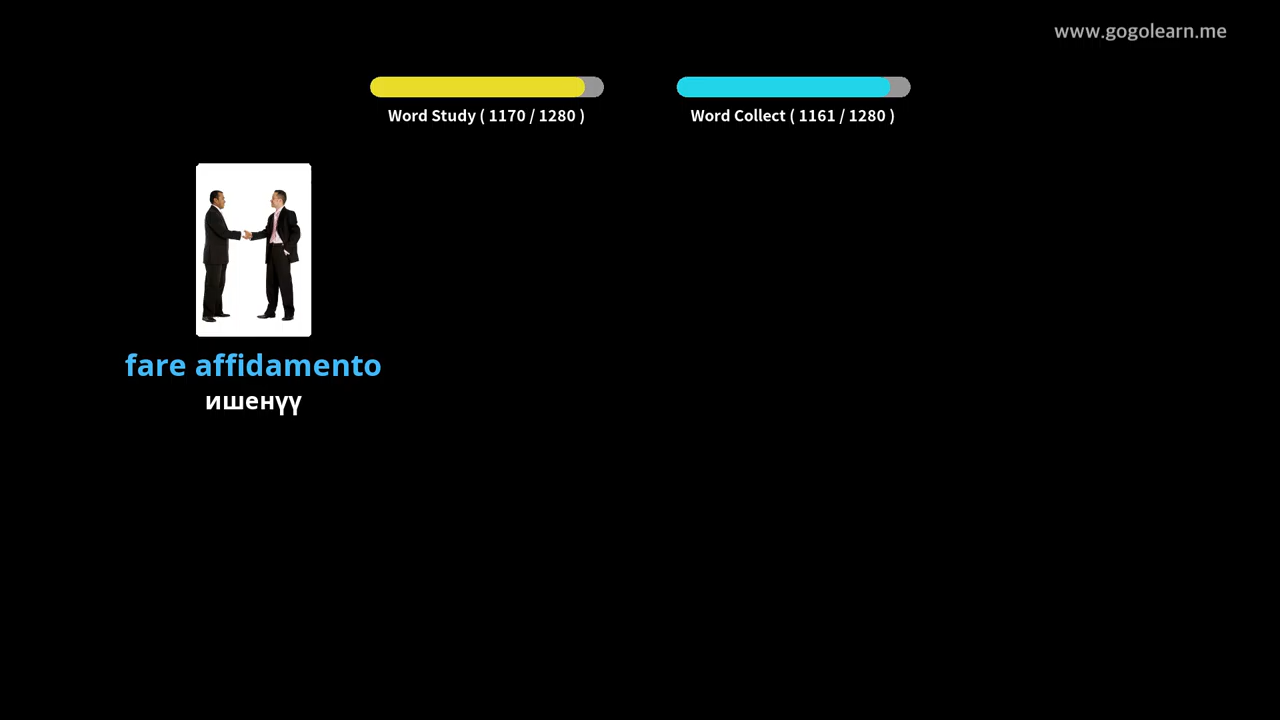 www.gogolearn.me
Word Study ( 1170 / 1280 )
Word Collect ( 1161 / 1280 )
fare affidamento
ишенүү